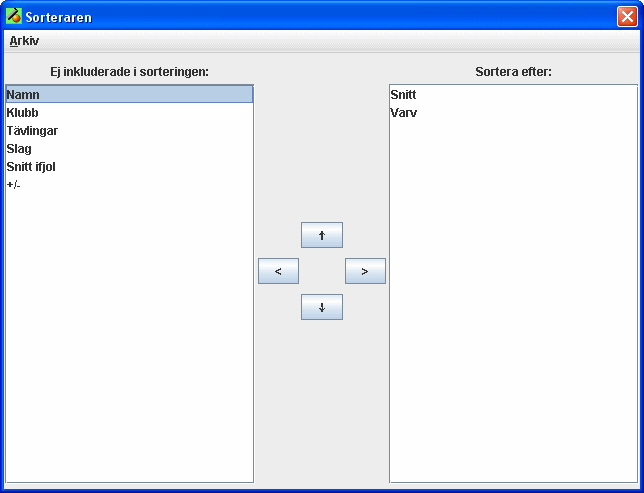 Sorteraren
Arkiv
Ej inkluderade i sorteringen:
Namn
Klubb
Tävlingar
Slag
Snitt ifjol
+/-
↑
<
>
↓
Sortera efter:
Snitt
Varv